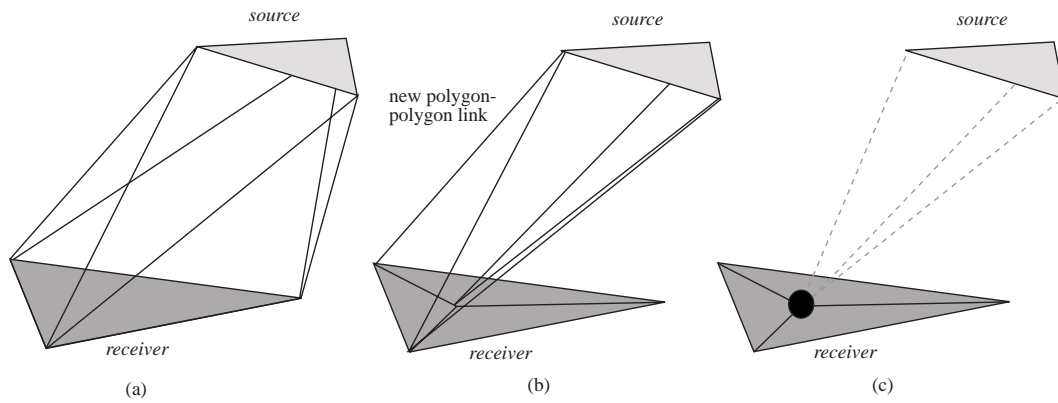 source
source
source
new polygon-
polygon link
receiver
receiver
receiver
(a)
(b)
(c)